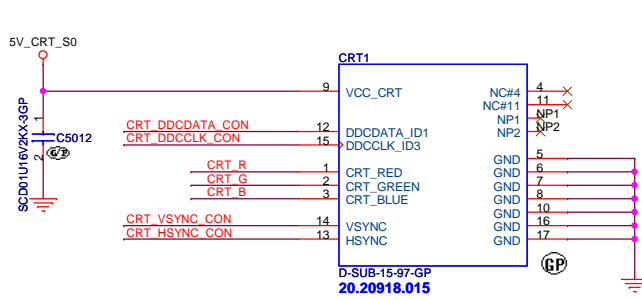 5V_CRT_S0
CRT1
9 VCC_CRT
NC#4 4
NC#11 11
NP1 NP1
NP2 NP2
SCD01U16V2KX-3GP
1
C5012
2
G/P
CRT_DDCDATA_CON 12 DDCDATA_ID1
CRT_DDCCLK_CON 15 DDCCLK_ID3
GND 5
CRT_R 1 CRT_RED GND 6
CRT_G 2 CRT_GREEN GND 7
CRT_B 3 CRT_BLUE GND 8
GND 10
CRT_VSYNC_CON 14 VSYNC GND 16
CRT_HSYNC_CON 13 HSYNC GND 17
GP
D-SUB-15-97-GP
20.20918.015